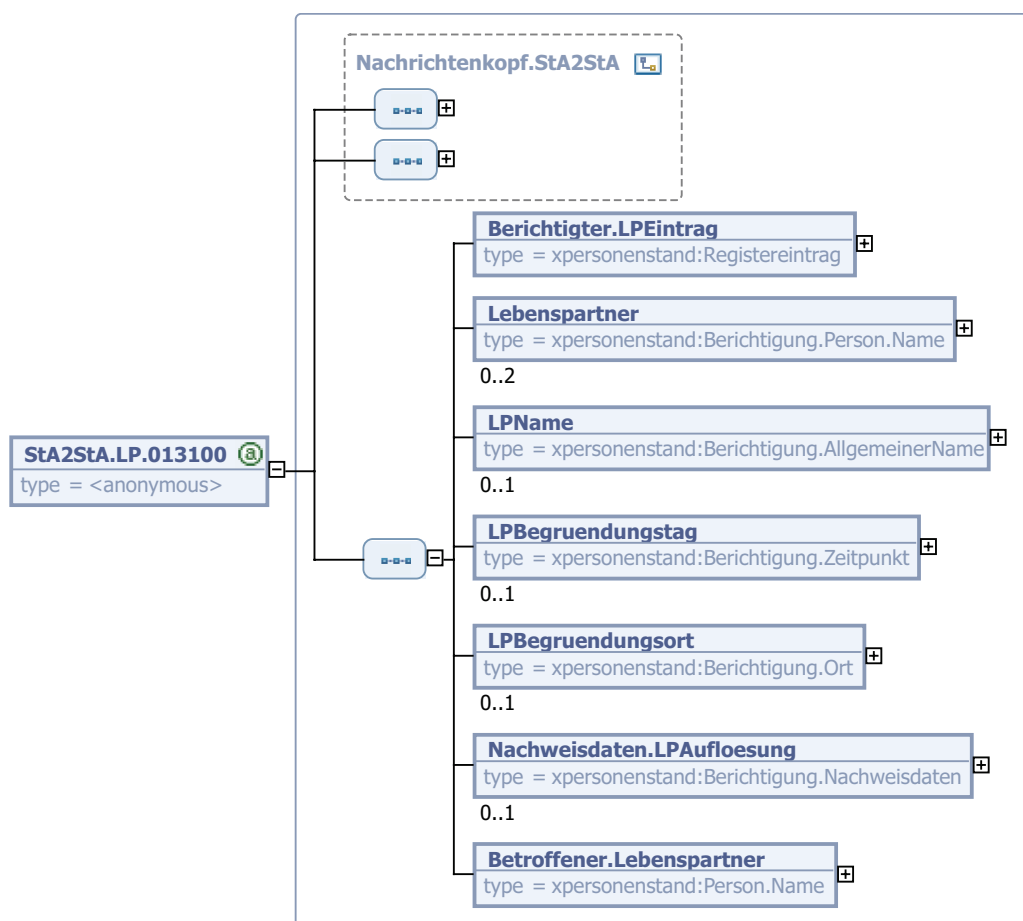 Nachrichtenkopf.StA2StA
Berichtigter.LPEintrag
type = xpersonenstand:Registereintrag
Lebenspartner
type = xpersonenstand:Berichtigung.Person.Name
0..2
LPName
type = xpersonenstand:Berichtigung.AllgemeinerName
0..1
StA2StA.LP.013100 @
type = <anonymous>
LPBegruendungstag
type = xpersonenstand:Berichtigung.Zeitpunkt
0..1
LPBegruendungsort
type = xpersonenstand:Berichtigung.Ort
0..1
Nachweisdaten.LPAufloesung
type = xpersonenstand:Berichtigung.Nachweisdaten
0..1
Betroffener.Lebenspartner
type = xpersonenstand:Person.Name